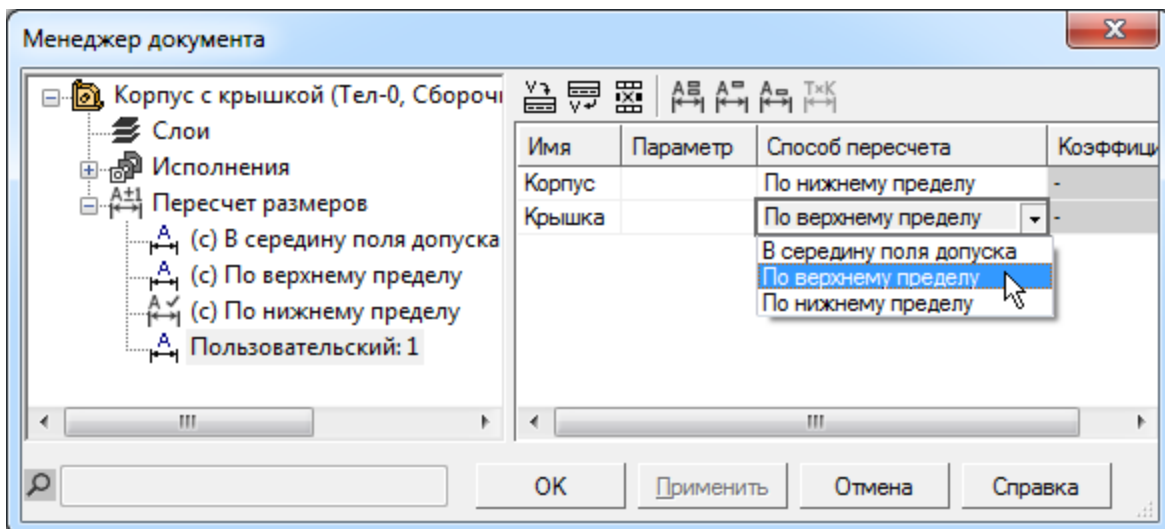 Менеджер документа
Корпус с крышкой (Тел-0, Сбороч
Слои
Исполнения
Пересчет размеров
(с) В середину поля допуска
(с) По верхнему пределу
(с) По нижнему пределу
Пользовательский: 1
T×K
Имя Параметр Способ пересчета Коэффици
Корпус По нижнему пределу -
Крышка По верхнему пределу -
В середину поля допуска
По верхнему пределу
По нижнему пределу
OK Применить Отмена Справка